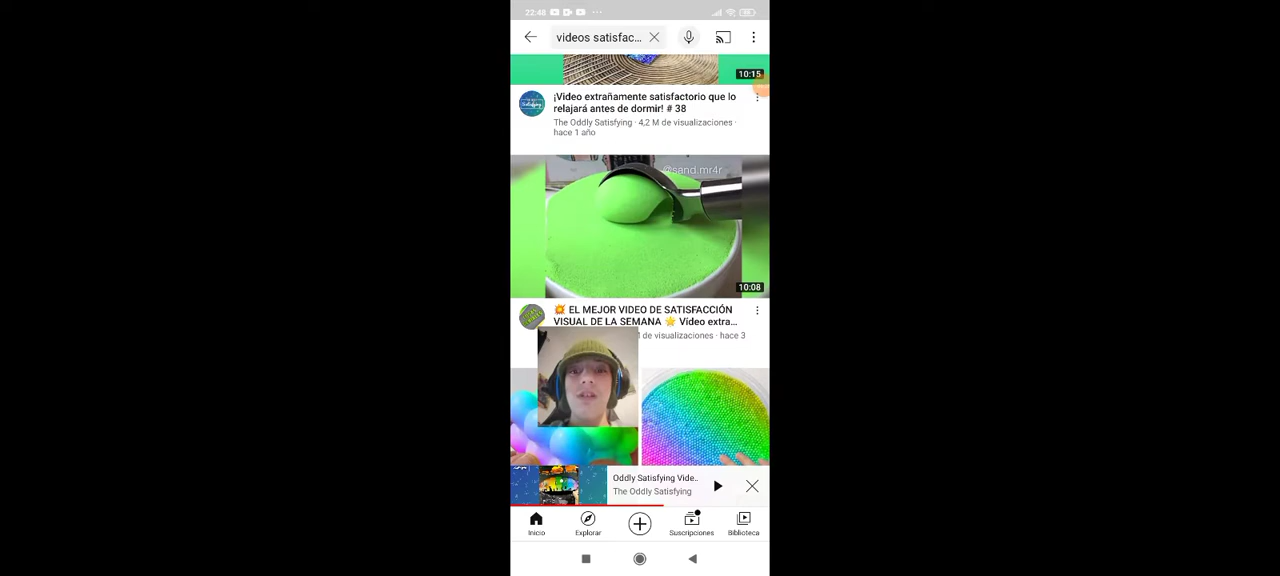 22:48
videos satisfac...
10:15
¡Video extrañamente satisfactorio que lo
relajará antes de dormir! # 38
The Oddly Satisfying · 4,2 M de visualizaciones ·
hace 1 año
@sand.mr4r
10:08
💥 EL MEJOR VIDEO DE SATISFACCIÓN
VISUAL DE LA SEMANA 🌟 Vídeo extra...
de visualizaciones · hace 3
Oddly Satisfying Vide..
The Oddly Satisfying
Inicio
Explorar
Suscripciones
Biblioteca